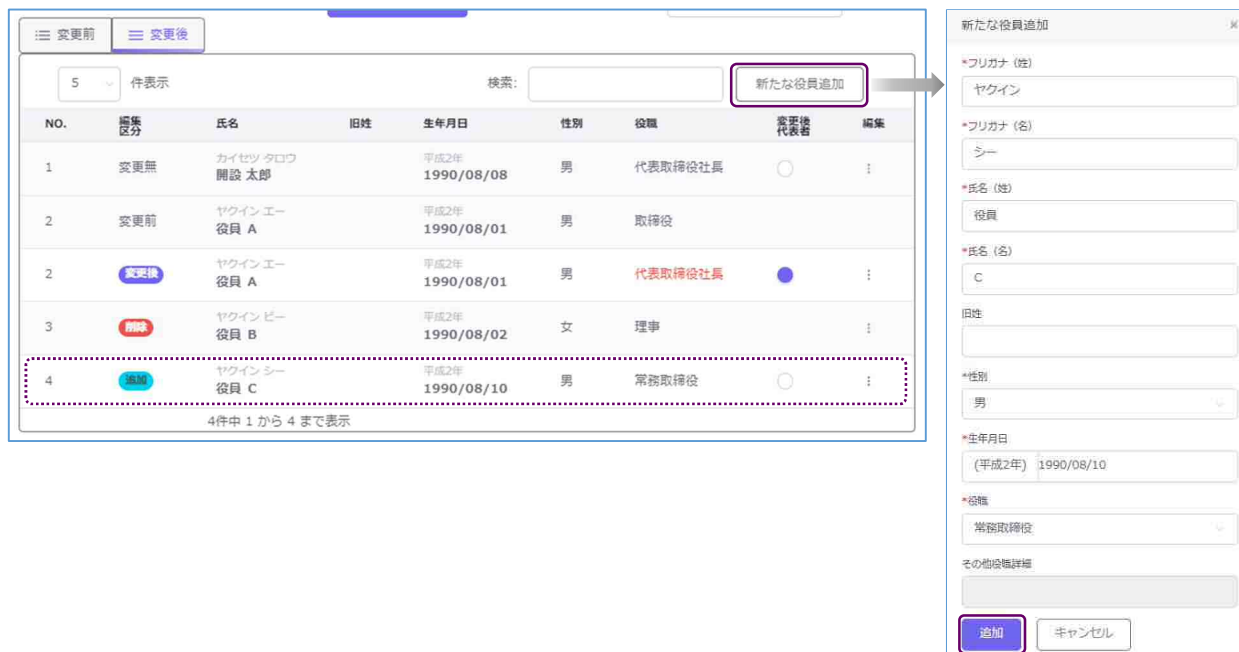 変更前 変更後
5 件表示 検索: 新たな役員追加
NO. 編集区分 氏名 旧姓 生年月日 性別 役職 変更後代表者 編集
カイセツ タロウ 平成2年
1 変更無 開設 太郎 1990/08/08 男 代表取締役社長
ヤクイン エー 平成2年
2 変更前 役員 A 1990/08/01 男 取締役
ヤクイン エー 平成2年
2 変更後 役員 A 1990/08/01 男 代表取締役社長
ヤクイン ビー 平成2年
3 削除 役員 B 1990/08/02 女 理事
ヤクイン シー 平成2年
4 追加 役員 C 1990/08/10 男 常務取締役
4件中 1 から 4 まで表示
新たな役員追加
*フリガナ (姓)
ヤクイン
*フリガナ (名)
シー
*氏名 (姓)
役員
*氏名 (名)
C
旧姓
*性別
男
*生年月日
(平成2年) 1990/08/10
*役職
常務取締役
その他役職詳細
追加 キャンセル